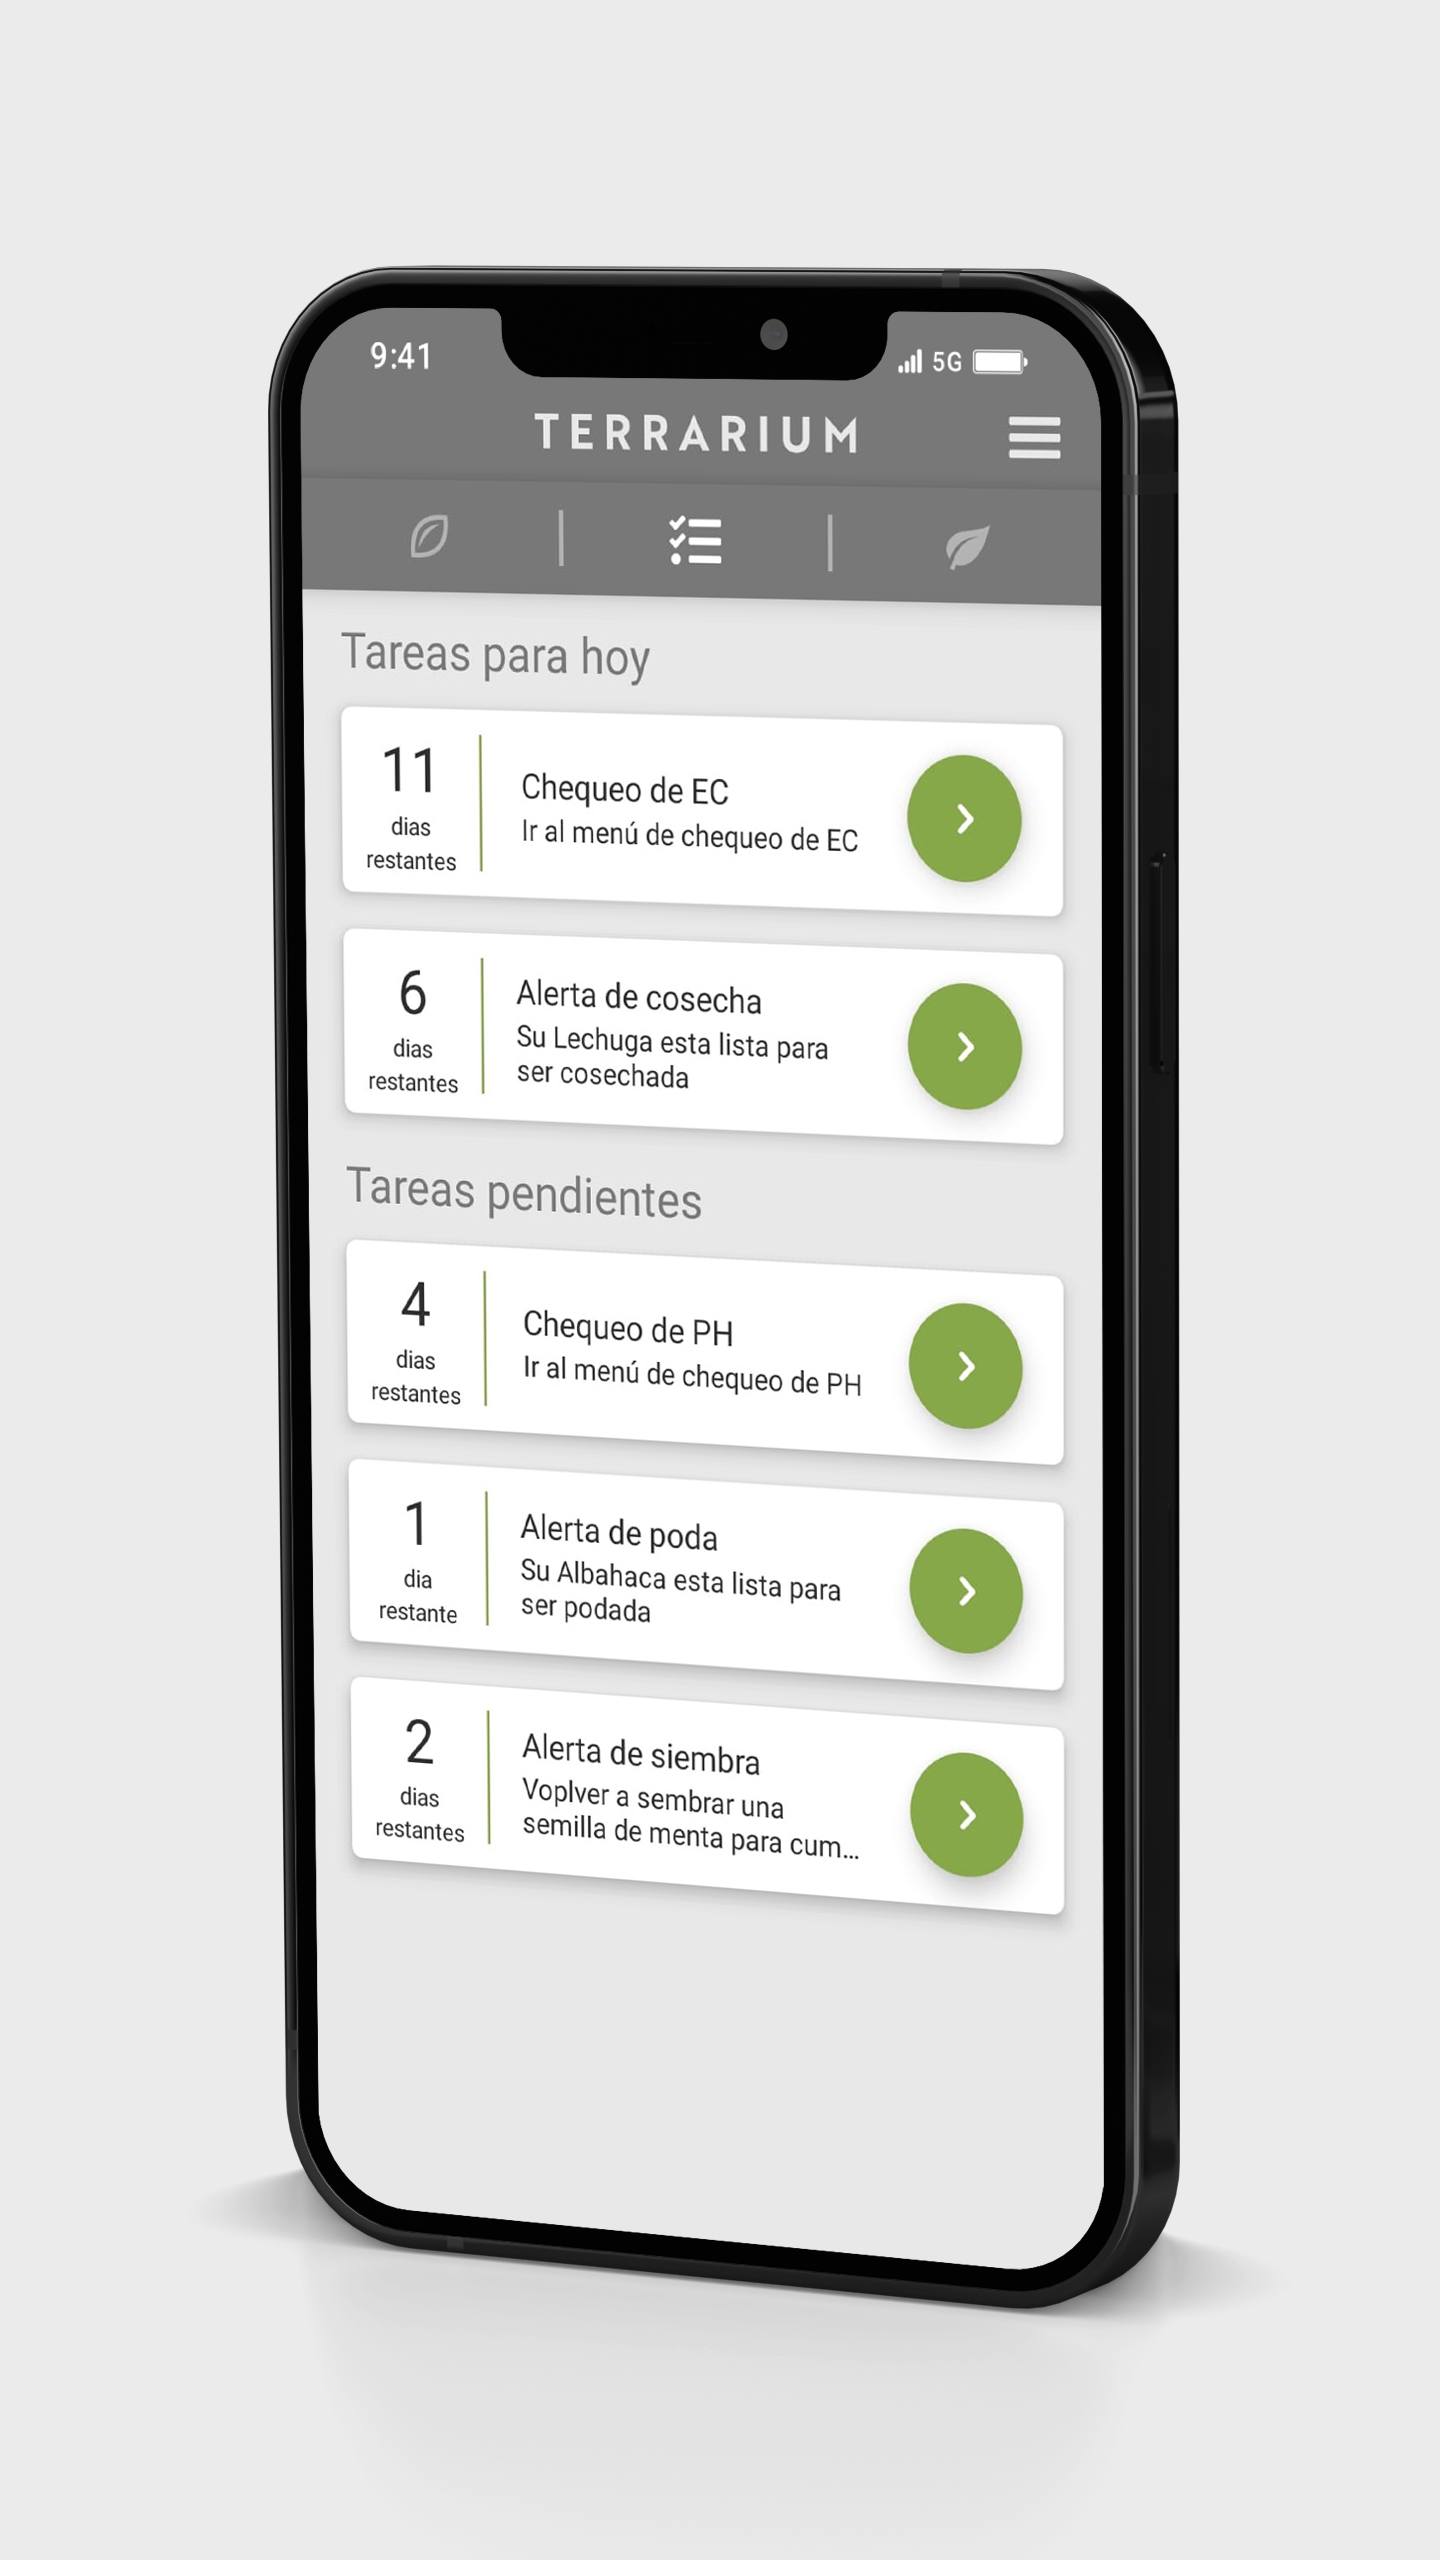 9:41
5G
TERRARIUM
Tareas para hoy
11
dias
restantes
Chequeo de EC
Ir al menú de chequeo de EC
6
dias
restantes
Alerta de cosecha
Su Lechuga esta lista para
ser cosechada
Tareas pendientes
4
dias
restantes
Chequeo de PH
Ir al menú de chequeo de PH
1
dia
restante
Alerta de poda
Su Albahaca esta lista para
ser podada
2
dias
restantes
Alerta de siembra
Voplver a sembrar una
semilla de menta para cum...